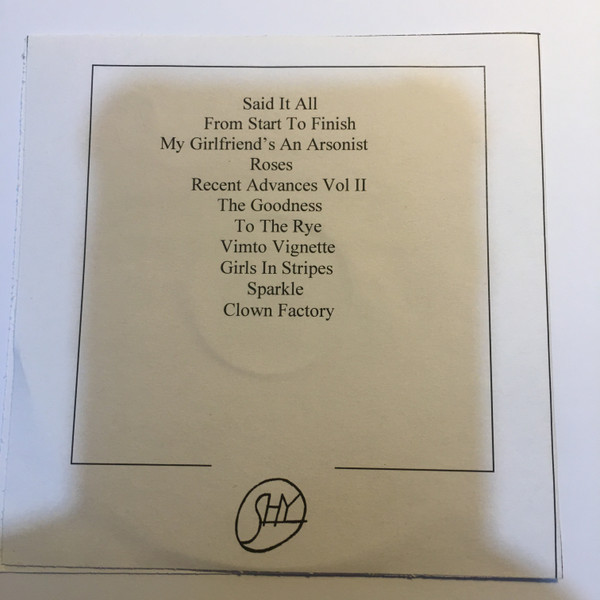 Said It All
From Start To Finish
My Girlfriend's An Arsonist
Roses
Recent Advances Vol II
The Goodness
To The Rye
Vimto Vignette
Girls In Stripes
Sparkle
Clown Factory
SHY